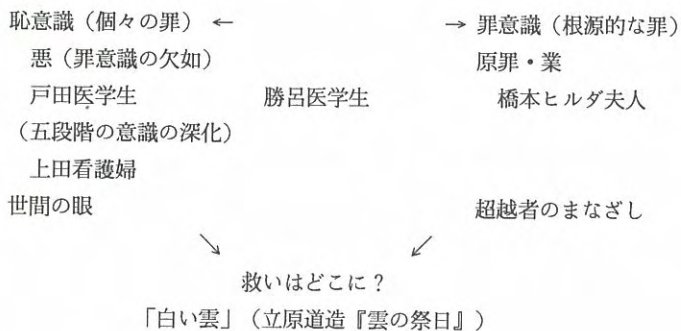 恥意識（個々の罪） ← → 罪意識（根源的な罪）
悪（罪意識の欠如） 原罪・業
戸田医学生 勝呂医学生 橋本ヒルダ夫人
（五段階の意識の深化）
上田看護婦
世間の眼 超越者のまなざし
↘ ↙
救いはどこに？
「白い雲」（立原道造『雲の祭日』）